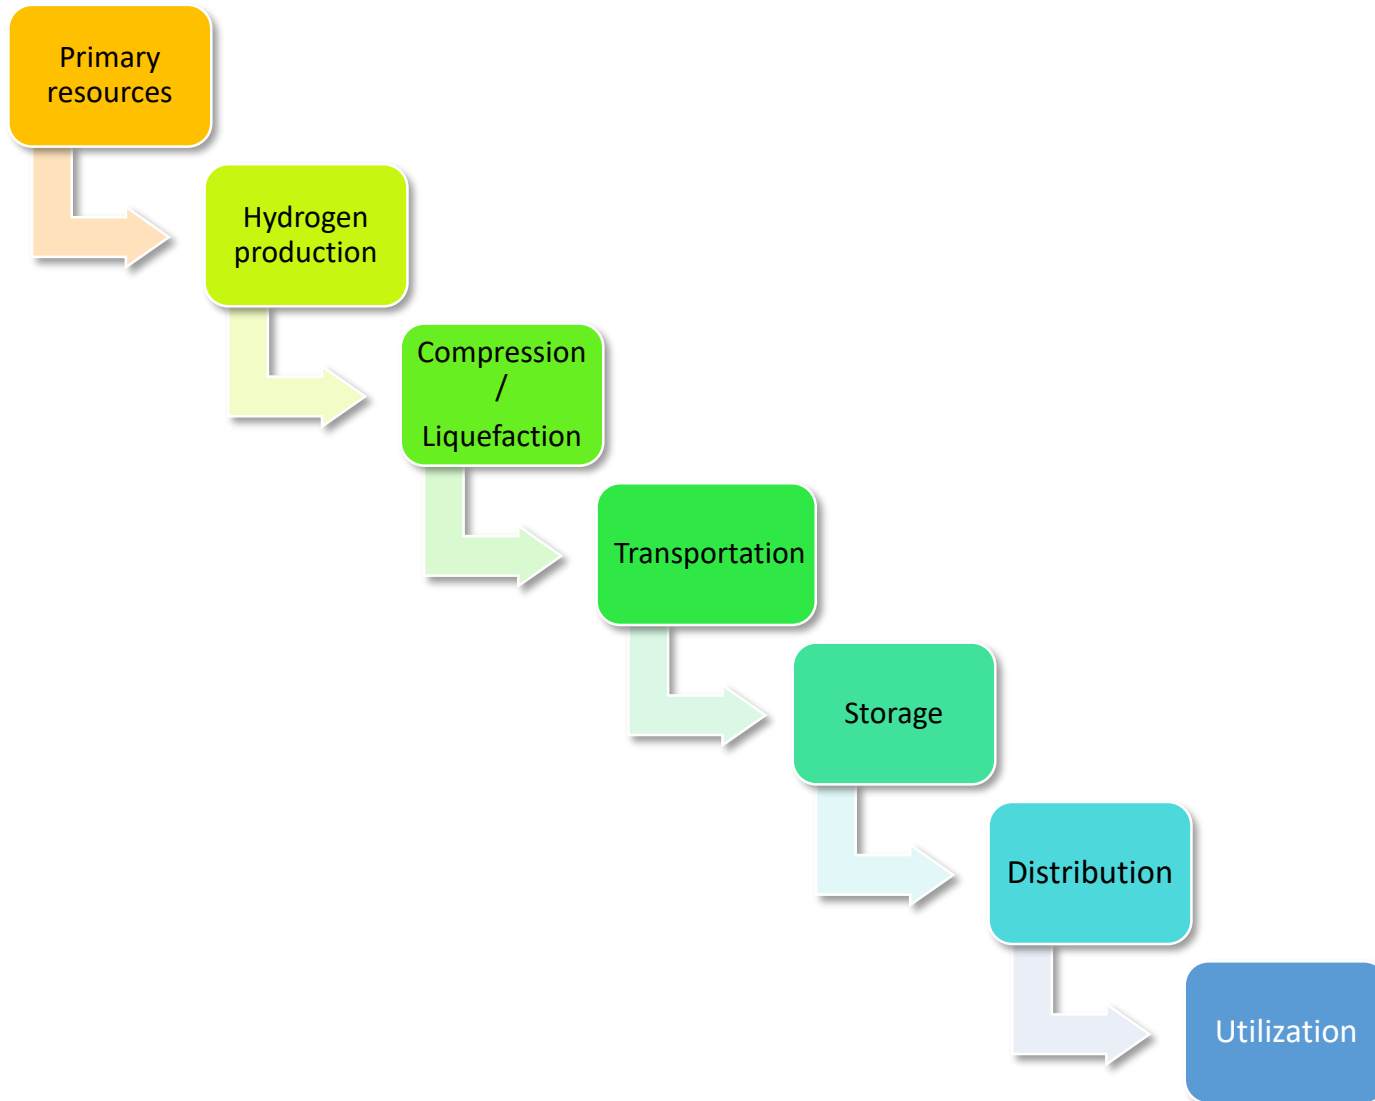 Primary
resources
Hydrogen
production
Compression
/
Liquefaction
Transportation
Storage
Distribution
Utilization